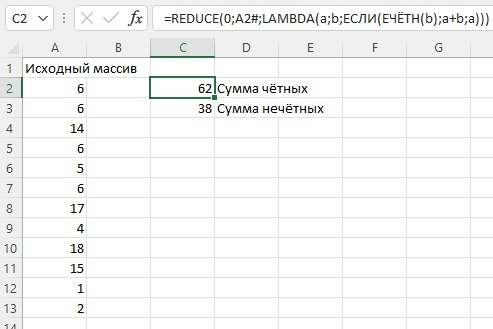 C2 fx =REDUCE(0;A2#;LAMBDA(a;b;ЕСЛИ(ЕЧЁТН(b);a+b;a)))
A B C D E F G
1 Исходный массив
2 6 62 Сумма чётных
3 6 38 Сумма нечётных
4 14
5 6
6 5
7 6
8 17
9 4
10 18
11 15
12 1
13 2